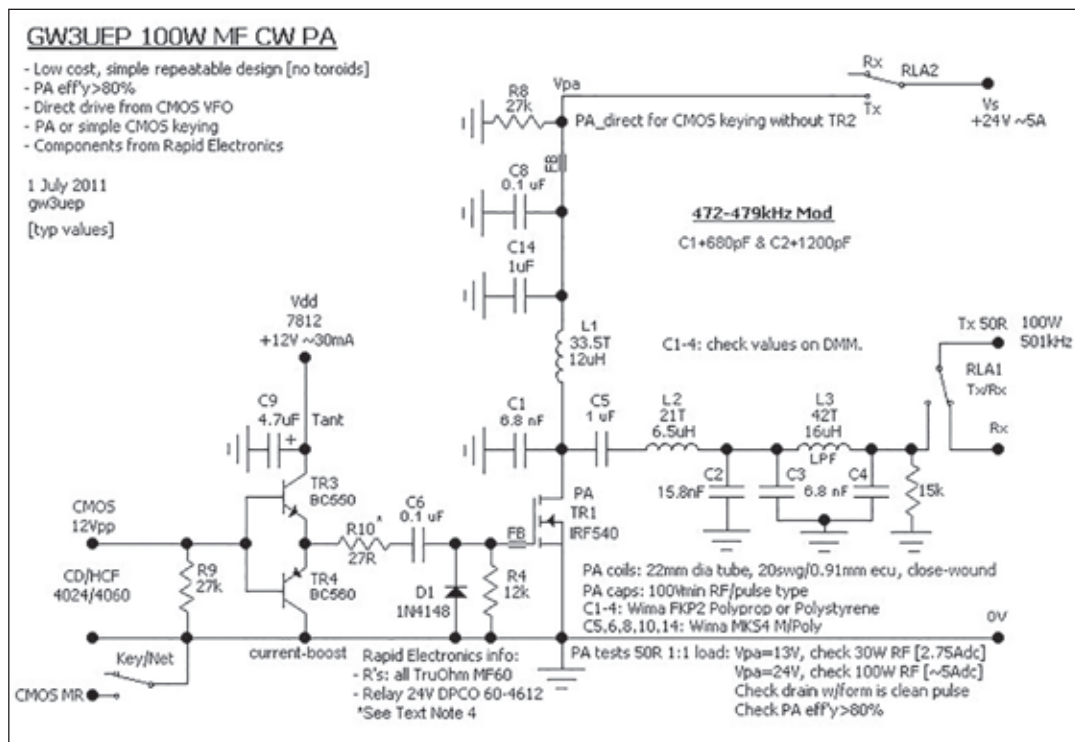 GW3UEP 100W MF CW PA
- Low cost, simple repeatable design [no toroids]
- PA eff'y>80%
- Direct drive from CMOS VFO
- PA or simple CMOS keying
- Components from Rapid Electronics
1 July 2011
gw3uep
[typ values]
R8
27k
Vpa
Rx
RLA2
Tx
Vs
+24V ~5A
PA_direct for CMOS keying without TR2
FB
C8
0.1 uF
472-479kHz Mod
C1+680pF & C2+1200pF
C14
1uF
Vdd
7812
+12V ~30mA
L1
33.5T
12uH
C1-4: check values on DMM.
Tx 50R
100W
501kHz
RLA1
Tx/Rx
Rx
C9
4.7uF
+
Tant
C1
6.8 nF
C5
1 uF
L2
21T
6.5uH
L3
42T
16uH
LPF
C2
15.8nF
C3
C4
6.8 nF
15k
TR3
BC550
CMOS
12Vpp
CD/HCF
4024/4060
R9
27k
TR4
BC560
R10*
27R
C6
0.1 uF
FB
PA
TR1
IRF540
D1
1N4148
R4
12k
PA coils: 22mm dia tube, 20swg/0.91mm ecu, close-wound
PA caps: 100Vmin RF/pulse type
C1-4: Wima FKP2 Polyprop or Polystyrene
C5,6,8,10,14: Wima MKS4 M/Poly
0V
Key/Net
CMOS MR
current-boost
Rapid Electronics info:
- R's: all TruOhm MF60
- Relay 24V DPCO 60-4612
*See Text Note 4
PA tests 50R 1:1 load: Vpa=13V, check 30W RF [2.75Adc]
Vpa=24V, check 100W RF [~5Adc]
Check drain w/form is clean pulse
Check PA eff'y>80%